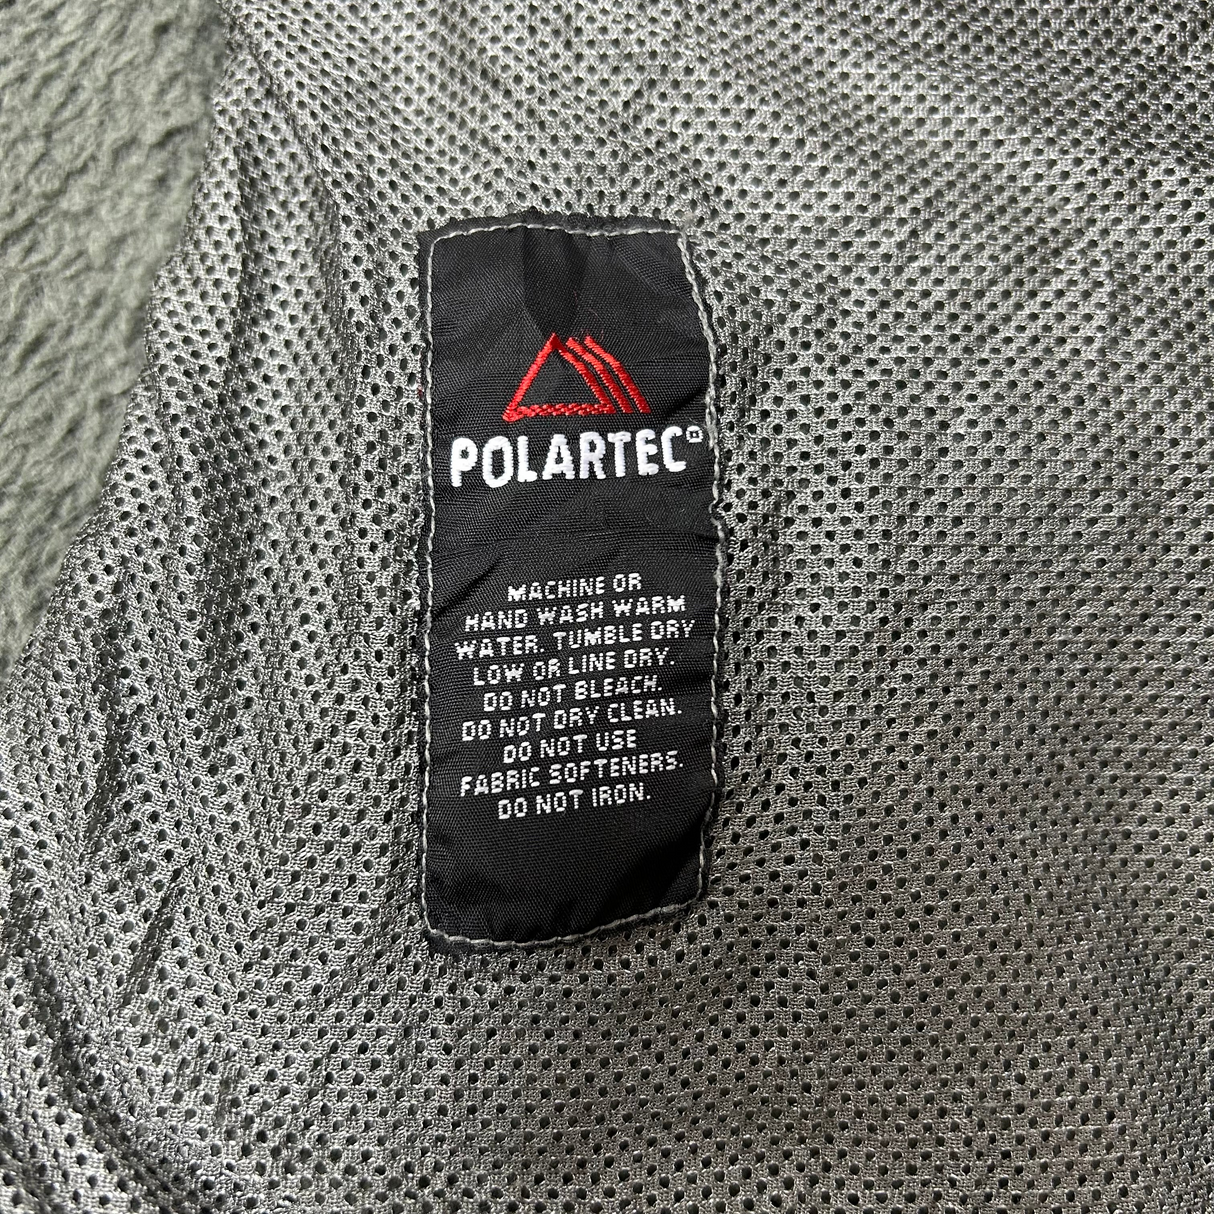 POLARTEC®
MACHINE OR
HAND WASH WARM
WATER. TUMBLE DRY
LOW OR LINE DRY.
DO NOT BLEACH.
DO NOT DRY CLEAN.
DO NOT USE
FABRIC SOFTENERS.
DO NOT IRON.